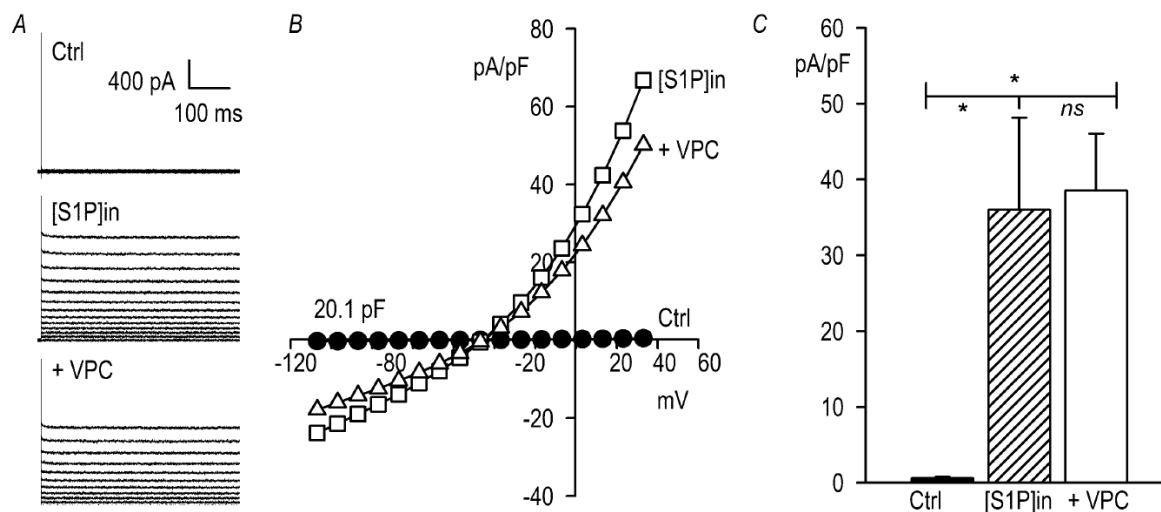 A
Ctrl
400 pA
100 ms
[S1P]in
+ VPC
B
80
pA/pF
60
40
20
20.1 pF
-120
-80
-20
20
40
60
mV
-20
-40
[S1P]in
+ VPC
Ctrl
C
60
pA/pF
50
40
30
20
10
0
*
*
ns
Ctrl
[S1P]in
+ VPC